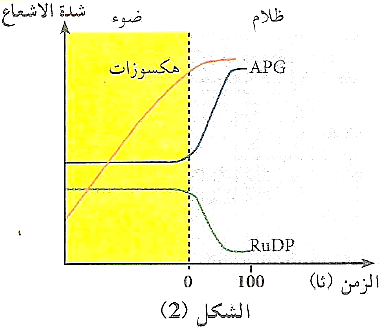 شدة الاشعاع
ضوء
ظلام
هكسوزات
APG
RuDP
0
100
الزمن (ثا)
الشكل (2)